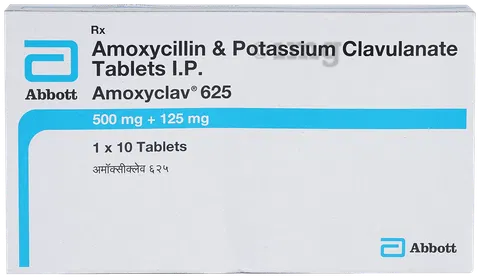 Rx
Amoxycillin & Potassium Clavulanate
Tablets I.P.
Abbott
Amoxyclav® 625
500 mg + 125 mg
1 x 10 Tablets
अमॉक्सीक्लेव ६२५
Abbott